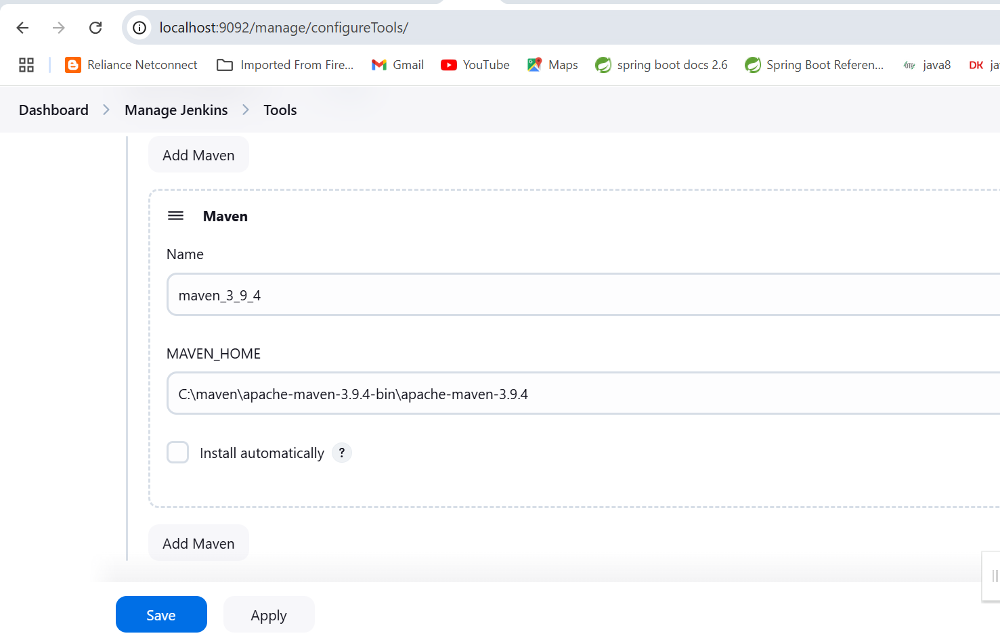 localhost:9092/manage/configureTools/
Reliance Netconnect Imported From Fire... Gmail YouTube Maps spring boot docs 2.6 Spring Boot Referen... java8 DK
Dashboard > Manage Jenkins > Tools
Add Maven
Maven
Name
maven_3_9_4
MAVEN_HOME
C:\maven\apache-maven-3.9.4-bin\apache-maven-3.9.4
Install automatically ?
Add Maven
Save Apply